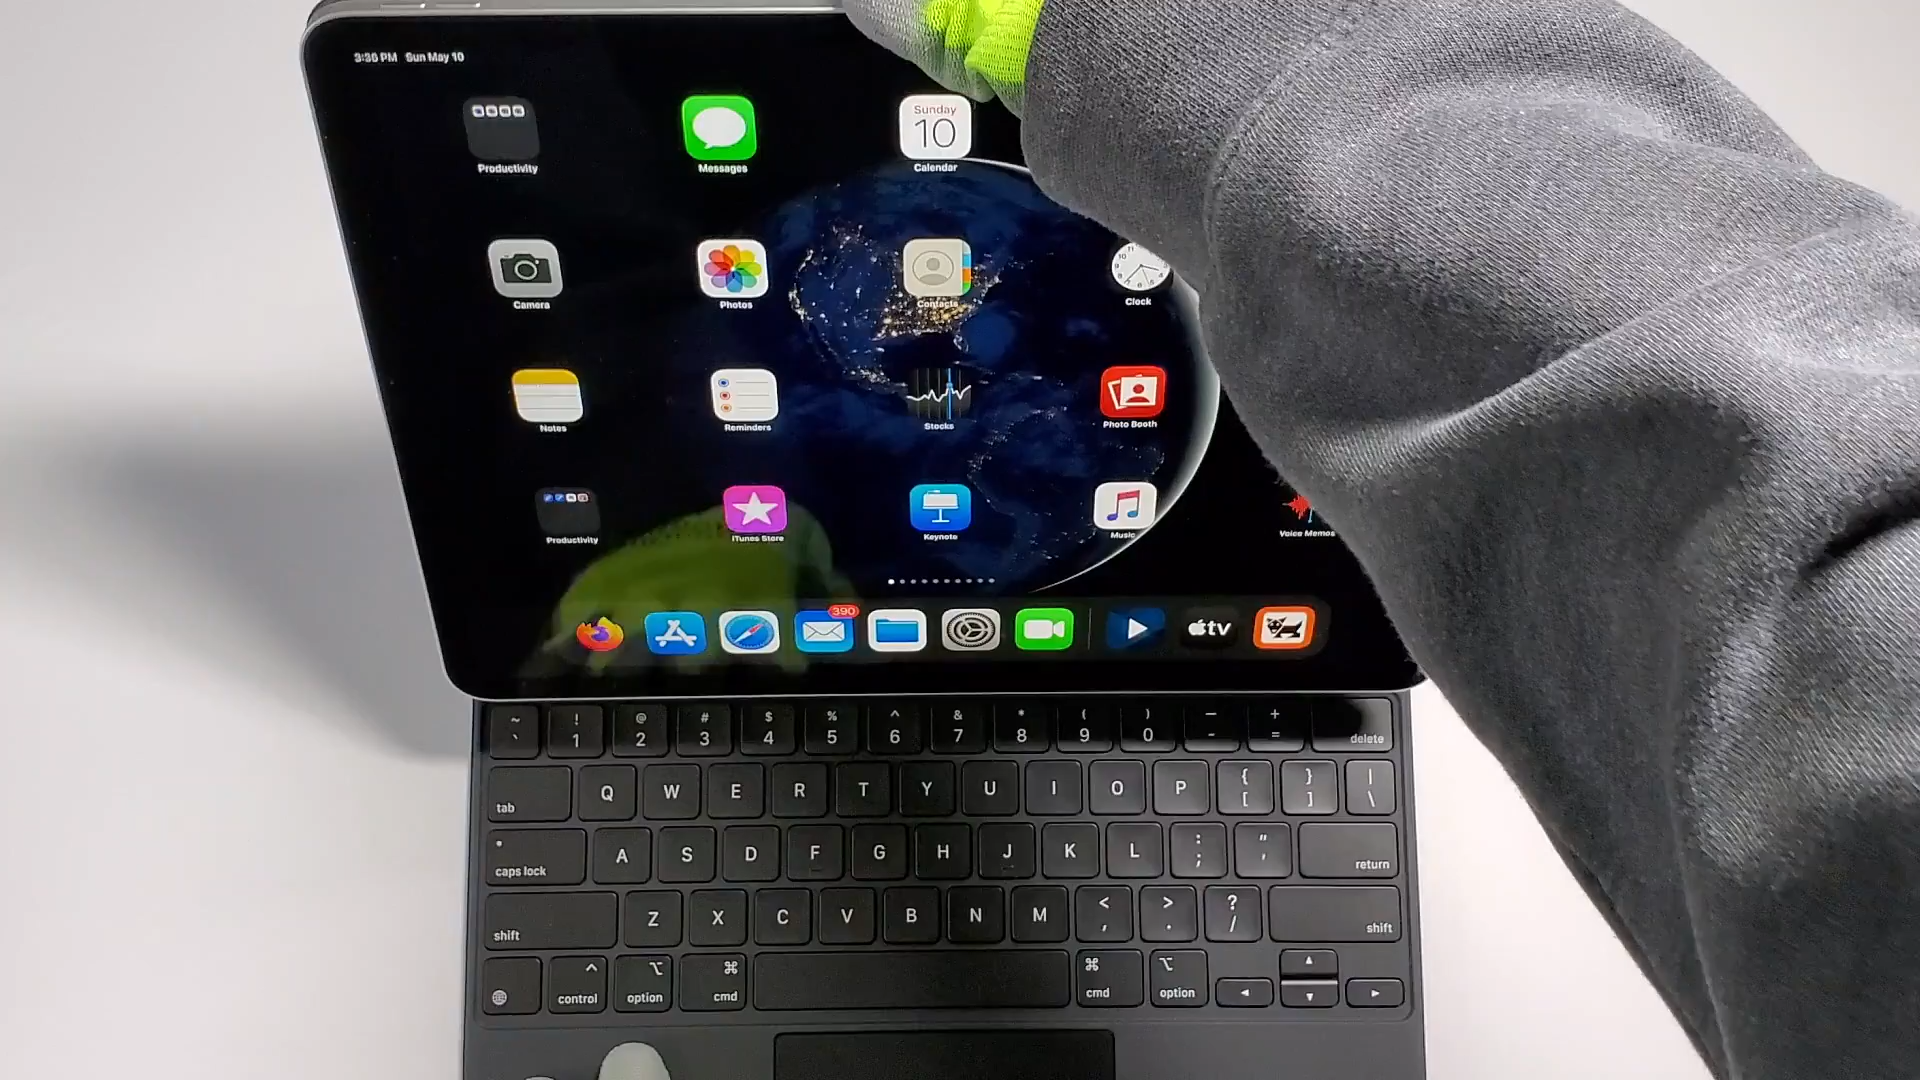 3:36 PM Sun May 10
Productivity
Messages
Sunday
10
Calendar
Camera
Photos
Contacts
Clock
Notes
Reminders
Stocks
Photo Booth
Productivity
iTunes Store
Keynote
Music
Voice Memos
390
tv
~ ! @ # $ % ^ & * ( ) — +
` 1 2 3 4 5 6 7 8 9 0 - = delete
tab Q W E R T Y U I O P { [ } ] | \
caps lock A S D F G H J K L : ; " ' return
shift Z X C V B N M < , > . ? / shift
^ control ⌥ option ⌘ cmd ⌘ cmd ⌥ option ◄ ▲ ▼ ►